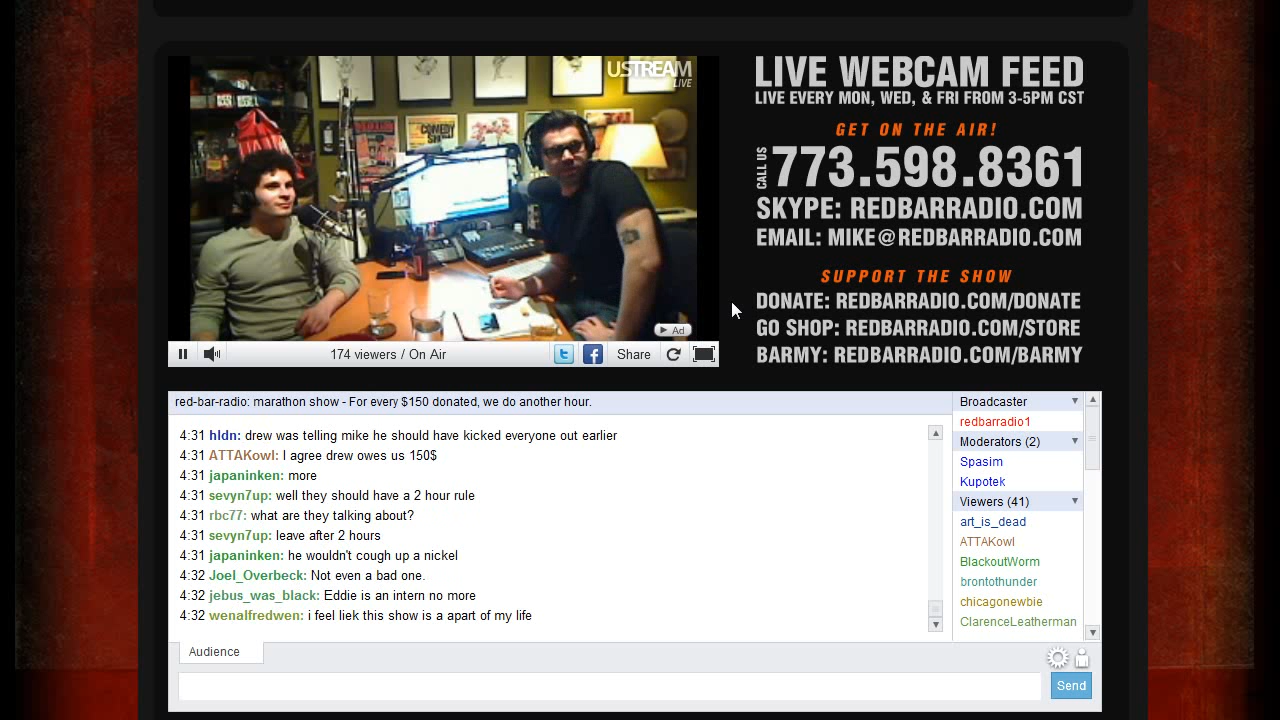 USTREAM
LIVE
COMEDY
Ad
174 viewers / On Air
Share
LIVE WEBCAM FEED
LIVE EVERY MON, WED, & FRI FROM 3-5PM CST
GET ON THE AIR!
CALL US 773.598.8361
SKYPE: REDBARRADIO.COM
EMAIL: MIKE@REDBARRADIO.COM
SUPPORT THE SHOW
DONATE: REDBARRADIO.COM/DONATE
GO SHOP: REDBARRADIO.COM/STORE
BARMY: REDBARRADIO.COM/BARMY
red-bar-radio: marathon show - For every $150 donated, we do another hour.
4:31 hldn: drew was telling mike he should have kicked everyone out earlier
4:31 ATTAKowl: I agree drew owes us 150$
4:31 japaninken: more
4:31 sevyn7up: well they should have a 2 hour rule
4:31 rbc77: what are they talking about?
4:31 sevyn7up: leave after 2 hours
4:31 japaninken: he wouldn't cough up a nickel
4:32 Joel_Overbeck: Not even a bad one.
4:32 jebus_was_black: Eddie is an intern no more
4:32 wenalfredwen: i feel liek this show is a apart of my life
Broadcaster
redbarradio1
Moderators (2)
Spasim
Kupotek
Viewers (41)
art_is_dead
ATTAKowl
BlackoutWorm
brontothunder
chicagonewbie
ClarenceLeatherman
Audience
Send